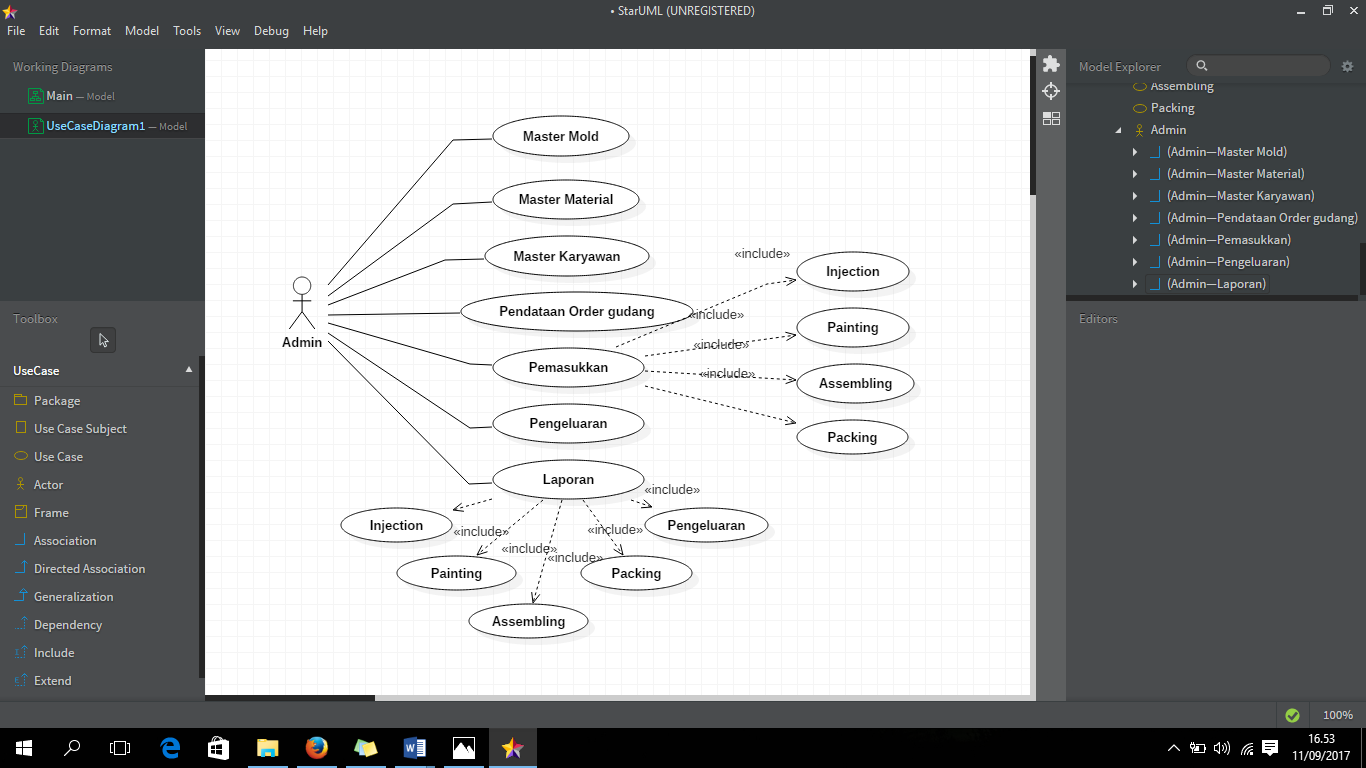 • StarUML (UNREGISTERED)
File Edit Format Model Tools View Debug Help
Working Diagrams
Main — Model
UseCaseDiagram1 — Model
Toolbox
UseCase
Package
Use Case Subject
Use Case
Actor
Frame
Association
Directed Association
Generalization
Dependency
Include
Extend
Admin
Master Mold
Master Material
Master Karyawan
Pendataan Order gudang
Pemasukkan
Pengeluaran
Laporan
«include»
«include»
«include»
«include»
Injection
Painting
Assembling
Packing
«include»
«include»
«include»
«include»
«include»
Injection
Pengeluaran
Painting
Packing
Assembling
Model Explorer
Assembling
Packing
Admin
(Admin—Master Mold)
(Admin—Master Material)
(Admin—Master Karyawan)
(Admin—Pendataan Order gudang)
(Admin—Pemasukkan)
(Admin—Pengeluaran)
(Admin—Laporan)
Editors
100%
16.53
11/09/2017